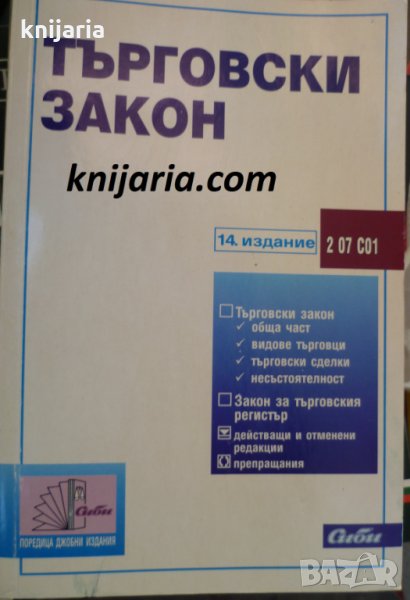 knijaria
ТЪРГОВСКИ
ЗАКОН
knijaria.com
14. издание
2 07 C01
Търговски закон
✓ обща част
✓ видове търговци
✓ търговски сделки
✓ несъстоятелност
Закон за търговския
регистър
действащи и отменени
редакции
препращания
Сиби
ПОРЕДИЦА ДЖОБНИ ИЗДАНИЯ
Сиби
BAZAR